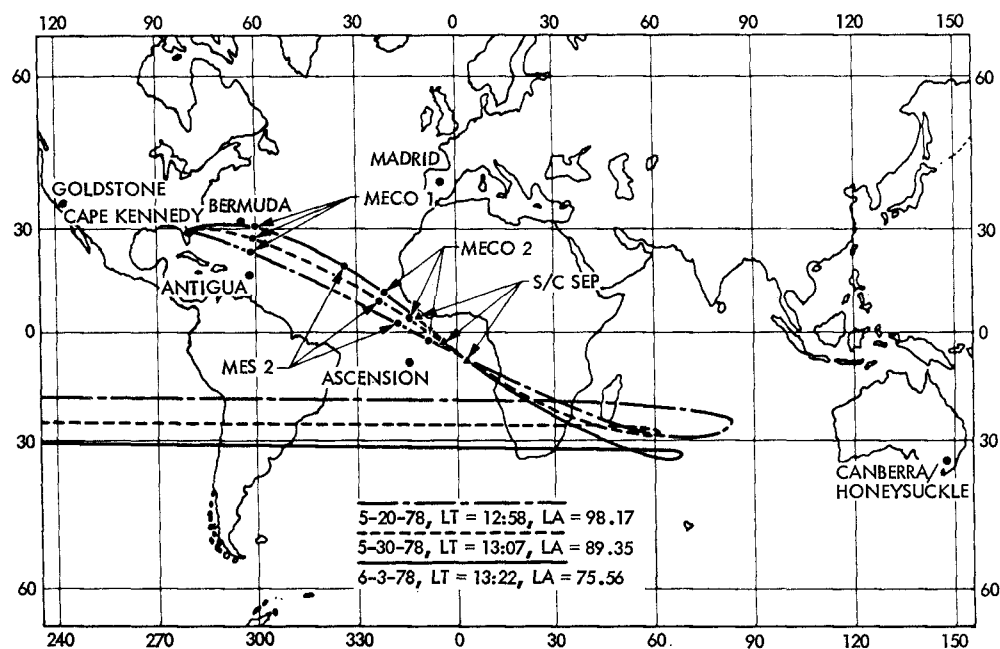 120 90 60 30 0 30 60 90 120 150
60 60
MADRID
GOLDSTONE
CAPE KENNEDY BERMUDA MECO 1
30 30
MECO 2
S/C SEP
ANTIGUA
0 0
MES 2
ASCENSION
30 30
CANBERRA/
HONEYSUCKLE
5-20-78, LT = 12:58, LA = 98.17
5-30-78, LT = 13:07, LA = 89.35
6-3-78, LT = 13:22, LA = 75.56
60 60
240 270 300 330 0 30 60 90 120 150